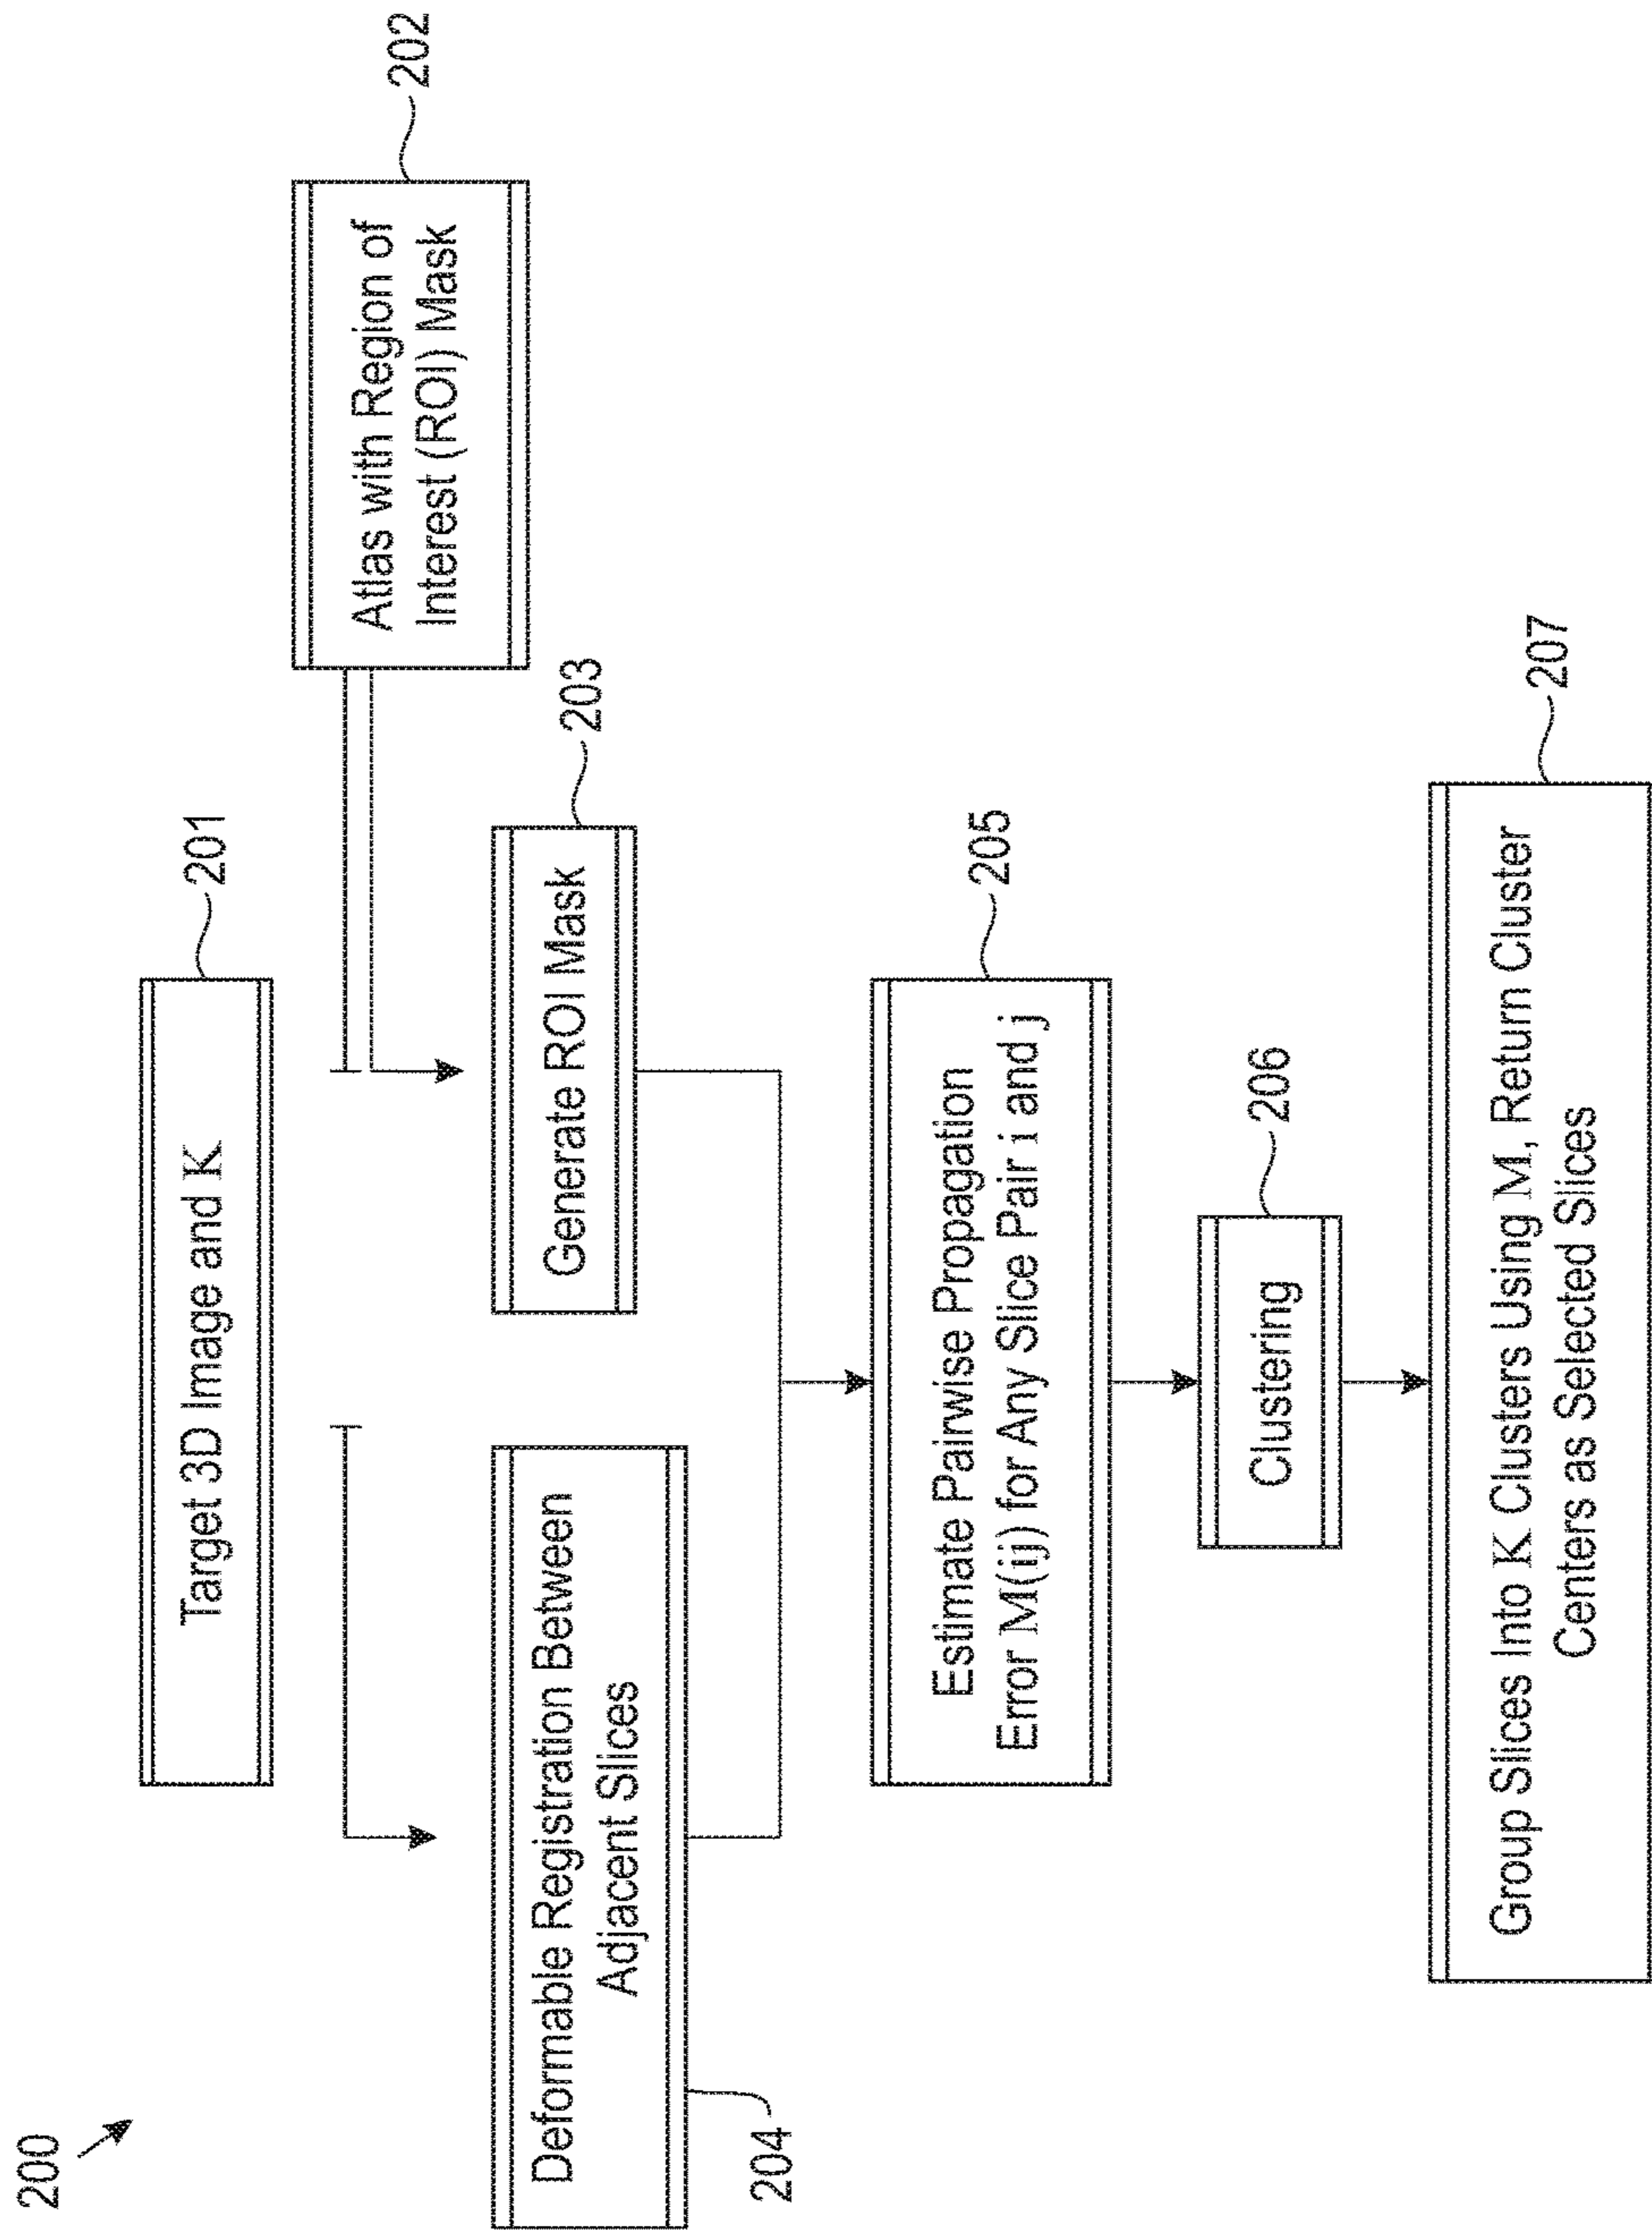 200
Target 3D Image and K
201
Atlas with Region of
Interest (ROI) Mask
202
Generate ROI Mask
203
Deformable Registration Between
Adjacent Slices
204
Estimate Pairwise Propagation
Error M(ij) for Any Slice Pair i and j
205
Clustering
206
Group Slices Into K Clusters Using M, Return Cluster
Centers as Selected Slices
207